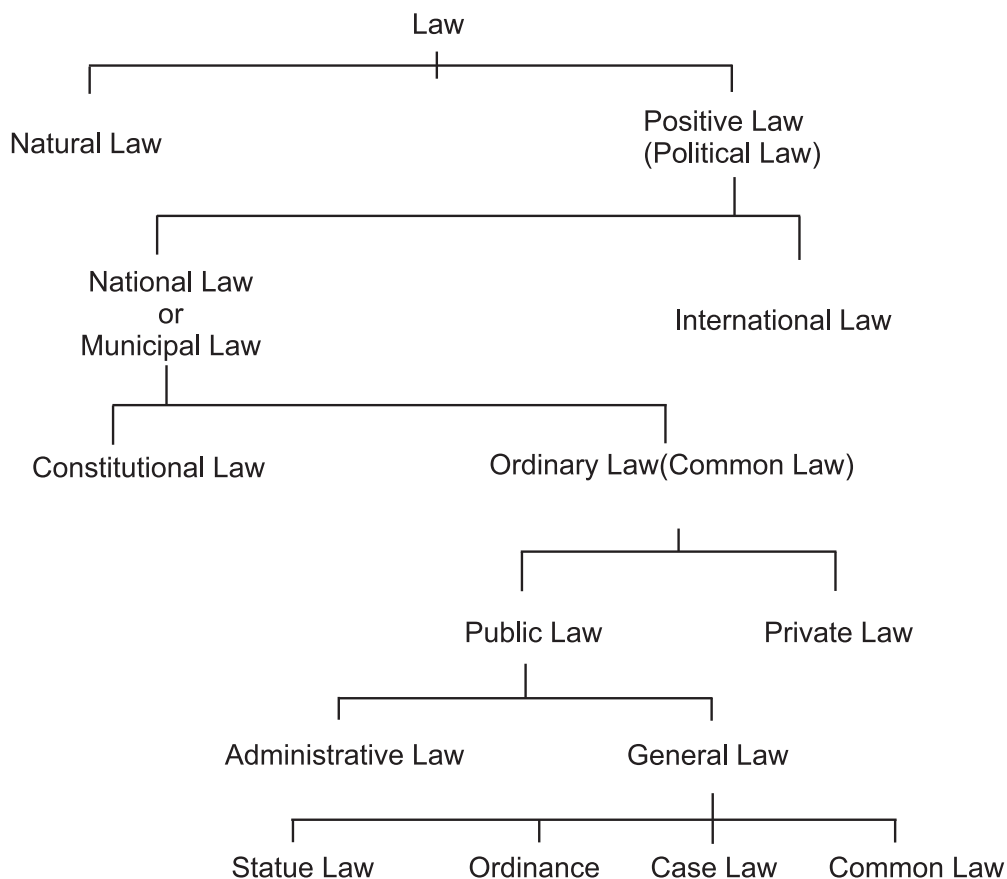 Law
Natural Law
Positive Law
(Political Law)
National Law
or
Municipal Law
International Law
Constitutional Law
Ordinary Law(Common Law)
Public Law
Private Law
Administrative Law
General Law
Statue Law
Ordinance
Case Law
Common Law